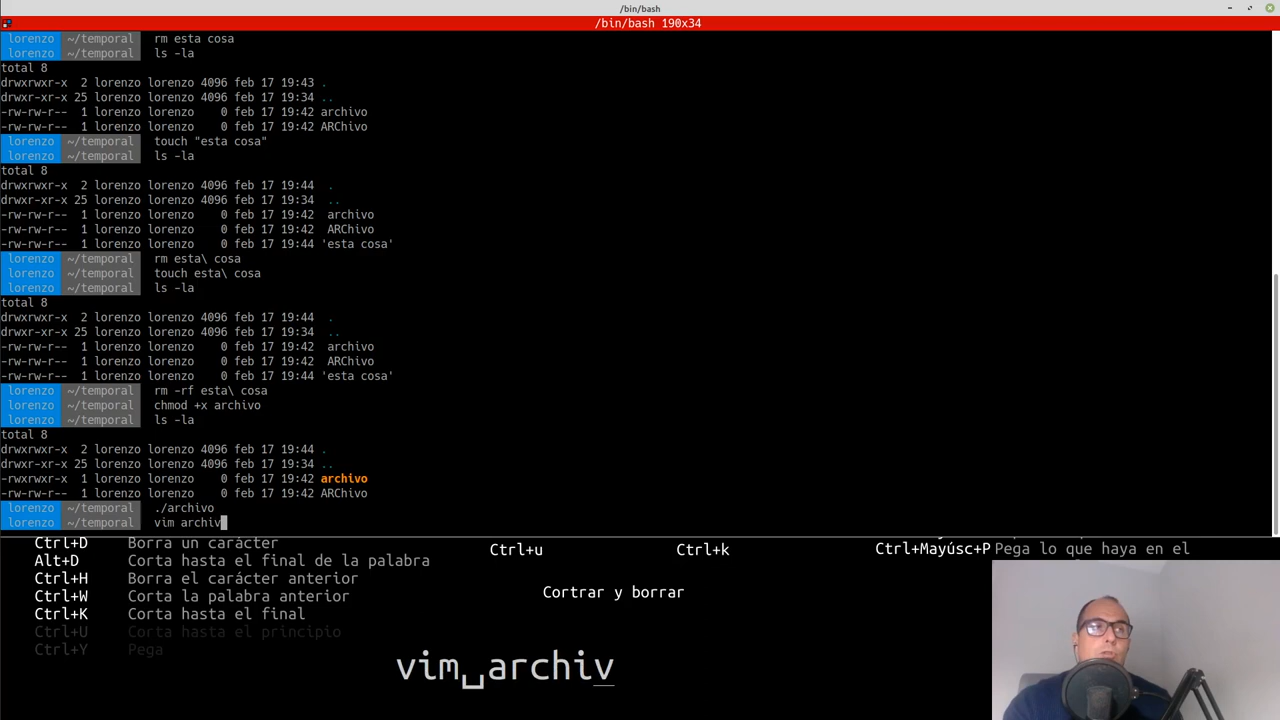 /bin/bash
/bin/bash 190x34
lorenzo ~/temporal rm esta cosa
lorenzo ~/temporal ls -la
total 8
drwxrwxr-x 2 lorenzo lorenzo 4096 feb 17 19:43 .
drwxr-xr-x 25 lorenzo lorenzo 4096 feb 17 19:34 ..
-rw-rw-r-- 1 lorenzo lorenzo 0 feb 17 19:42 archivo
-rw-rw-r-- 1 lorenzo lorenzo 0 feb 17 19:42 ARChivo
lorenzo ~/temporal touch "esta cosa"
lorenzo ~/temporal ls -la
total 8
drwxrwxr-x 2 lorenzo lorenzo 4096 feb 17 19:44 .
drwxr-xr-x 25 lorenzo lorenzo 4096 feb 17 19:34 ..
-rw-rw-r-- 1 lorenzo lorenzo 0 feb 17 19:42 archivo
-rw-rw-r-- 1 lorenzo lorenzo 0 feb 17 19:42 ARChivo
-rw-rw-r-- 1 lorenzo lorenzo 0 feb 17 19:44 'esta cosa'
lorenzo ~/temporal rm esta\ cosa
lorenzo ~/temporal touch esta\ cosa
lorenzo ~/temporal ls -la
total 8
drwxrwxr-x 2 lorenzo lorenzo 4096 feb 17 19:44 .
drwxr-xr-x 25 lorenzo lorenzo 4096 feb 17 19:34 ..
-rw-rw-r-- 1 lorenzo lorenzo 0 feb 17 19:42 archivo
-rw-rw-r-- 1 lorenzo lorenzo 0 feb 17 19:42 ARChivo
-rw-rw-r-- 1 lorenzo lorenzo 0 feb 17 19:44 'esta cosa'
lorenzo ~/temporal rm -rf esta\ cosa
lorenzo ~/temporal chmod +x archivo
lorenzo ~/temporal ls -la
total 8
drwxrwxr-x 2 lorenzo lorenzo 4096 feb 17 19:44 .
drwxr-xr-x 25 lorenzo lorenzo 4096 feb 17 19:34 ..
-rwxrwxr-x 1 lorenzo lorenzo 0 feb 17 19:42 archivo
-rw-rw-r-- 1 lorenzo lorenzo 0 feb 17 19:42 ARChivo
lorenzo ~/temporal ./archivo
lorenzo ~/temporal vim archiv
Ctrl+D Borra un carácter
Alt+D Corta hasta el final de la palabra
Ctrl+H Borra el carácter anterior
Ctrl+W Corta la palabra anterior
Ctrl+K Corta hasta el final
Ctrl+U Corta hasta el principio
Ctrl+Y Pega
Ctrl+u Ctrl+k
Cortrar y borrar
Ctrl+Mayúsc+P Pega lo que haya en el
vim␣archiv